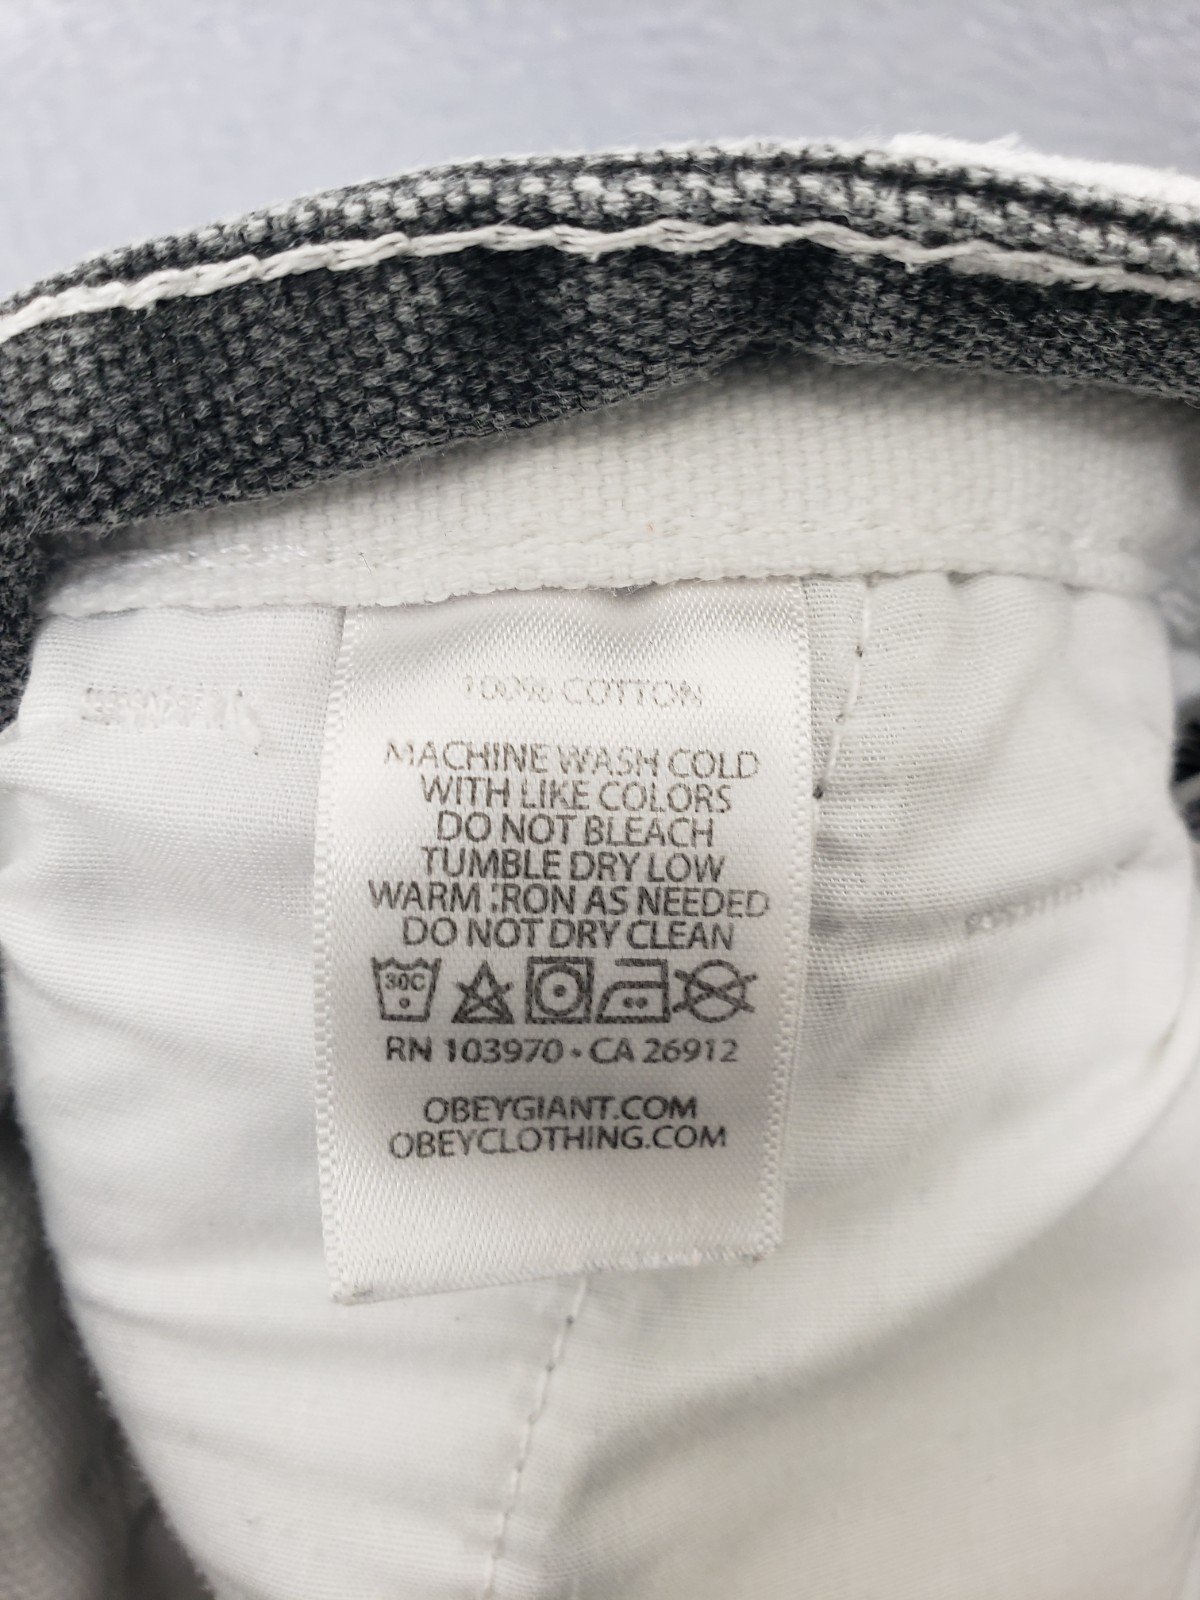 100% COTTON
MACHINE WASH COLD
WITH LIKE COLORS
DO NOT BLEACH
TUMBLE DRY LOW
WARM IRON AS NEEDED
DO NOT DRY CLEAN
30C
RN 103970 • CA 26912
OBEYGIANT.COM
OBEYCLOTHING.COM